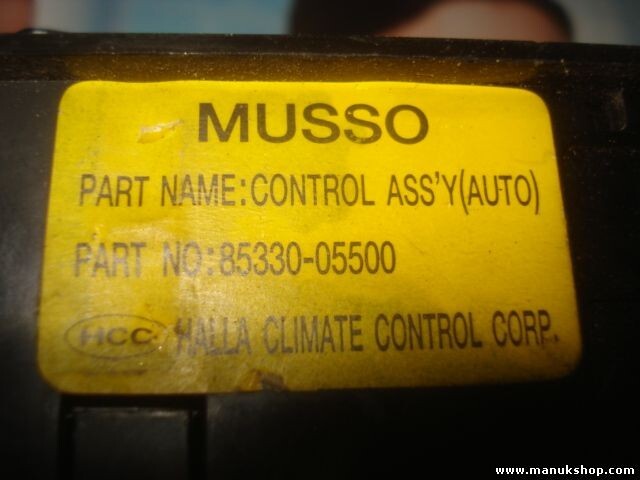 MUSSO
PART NAME:CONTROL ASS'Y(AUTO)
PART NO:85330-05500
HCC HALLA CLIMATE CONTROL CORP.
www.manukshop.com